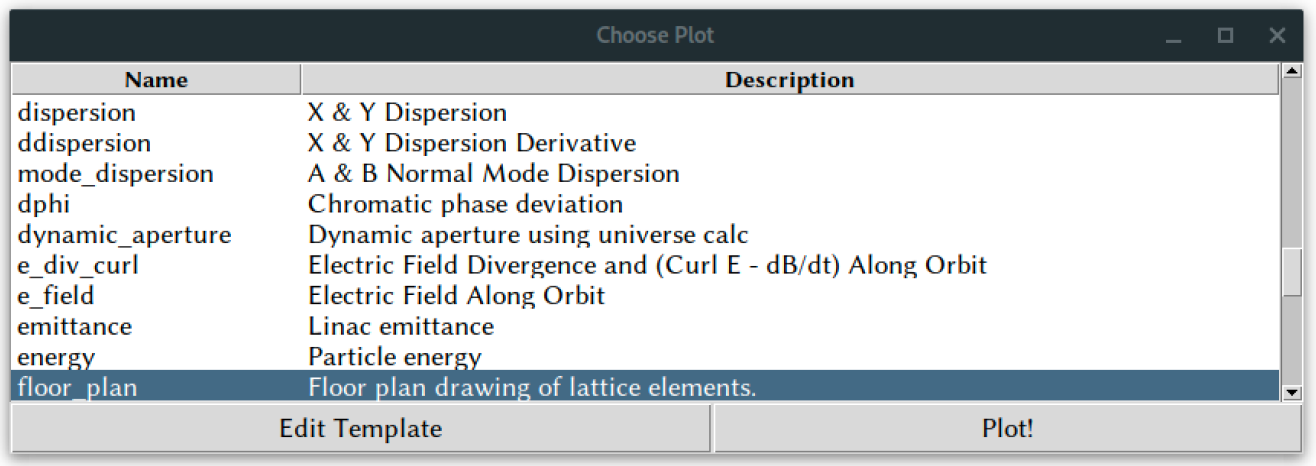 Choose Plot
Name Description
dispersion X & Y Dispersion
ddispersion X & Y Dispersion Derivative
mode_dispersion A & B Normal Mode Dispersion
dphi Chromatic phase deviation
dynamic_aperture Dynamic aperture using universe calc
e_div_curl Electric Field Divergence and (Curl E - dB/dt) Along Orbit
e_field Electric Field Along Orbit
emittance Linac emittance
energy Particle energy
floor_plan Floor plan drawing of lattice elements.
Edit Template Plot!